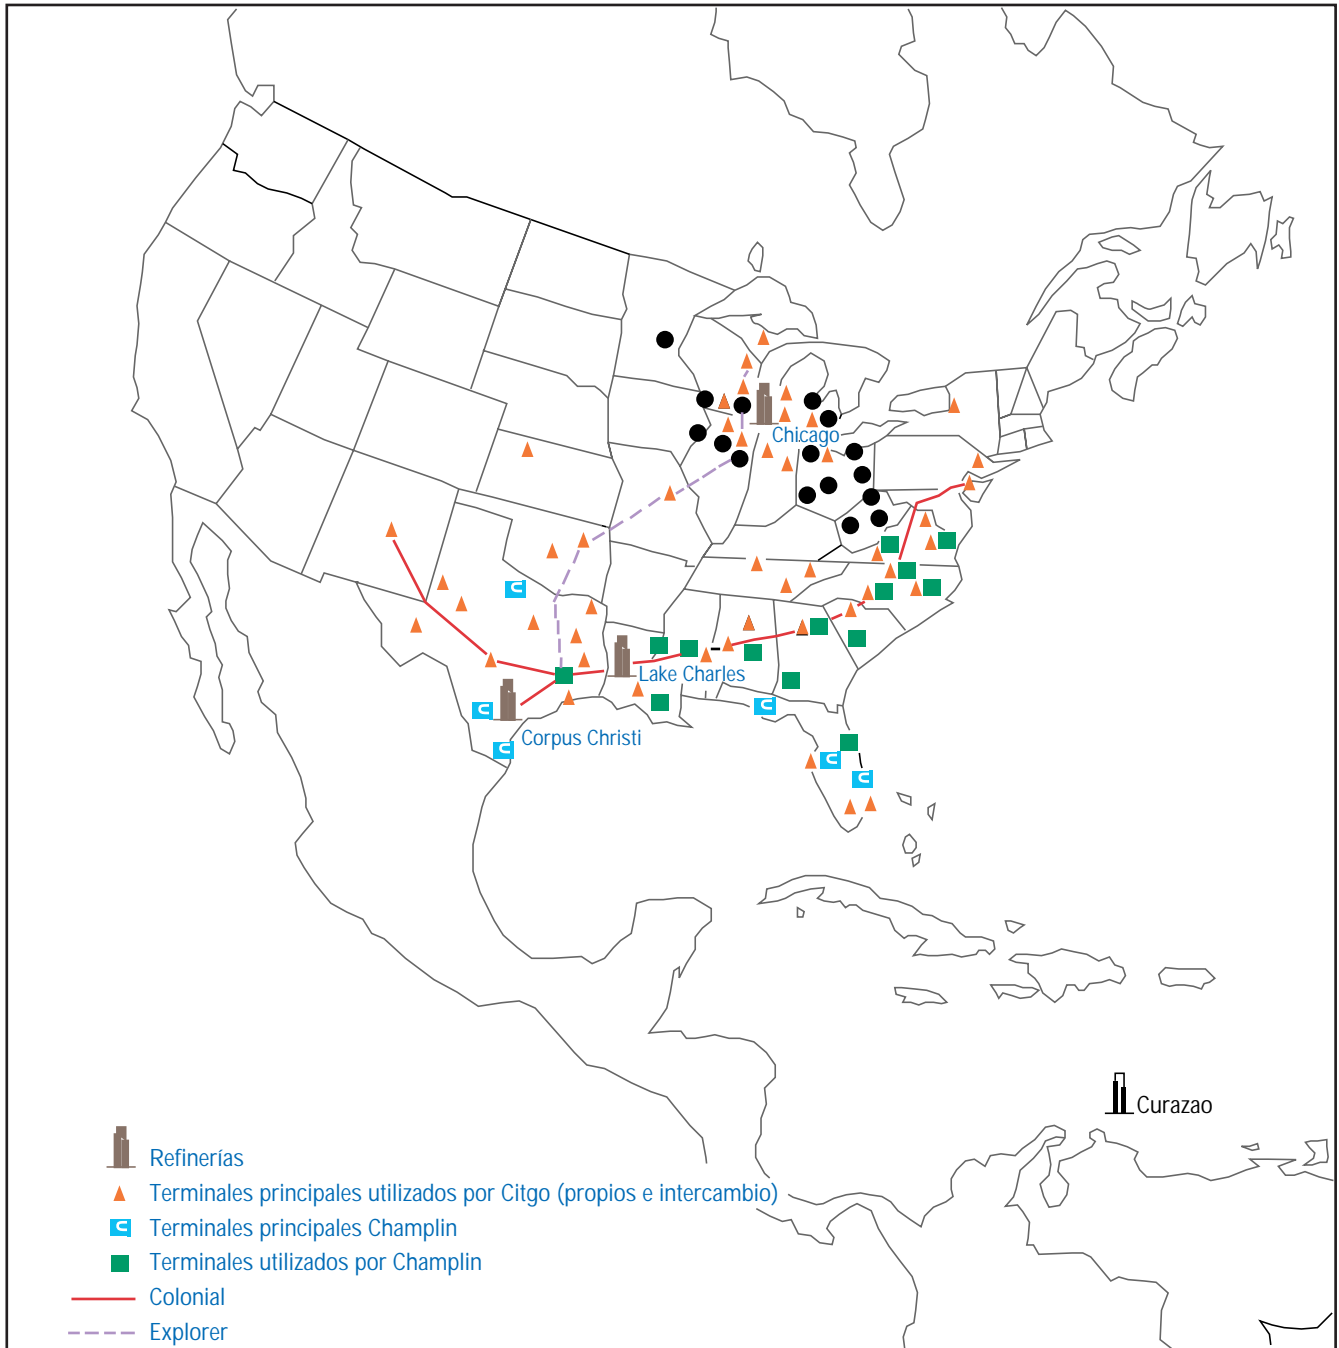 Chicago
Lake Charles
Corpus Christi
Curazao
Refinerías
Terminales principales utilizados por Citgo (propios e intercambio)
Terminales principales Champlin
Terminales utilizados por Champlin
Colonial
Explorer